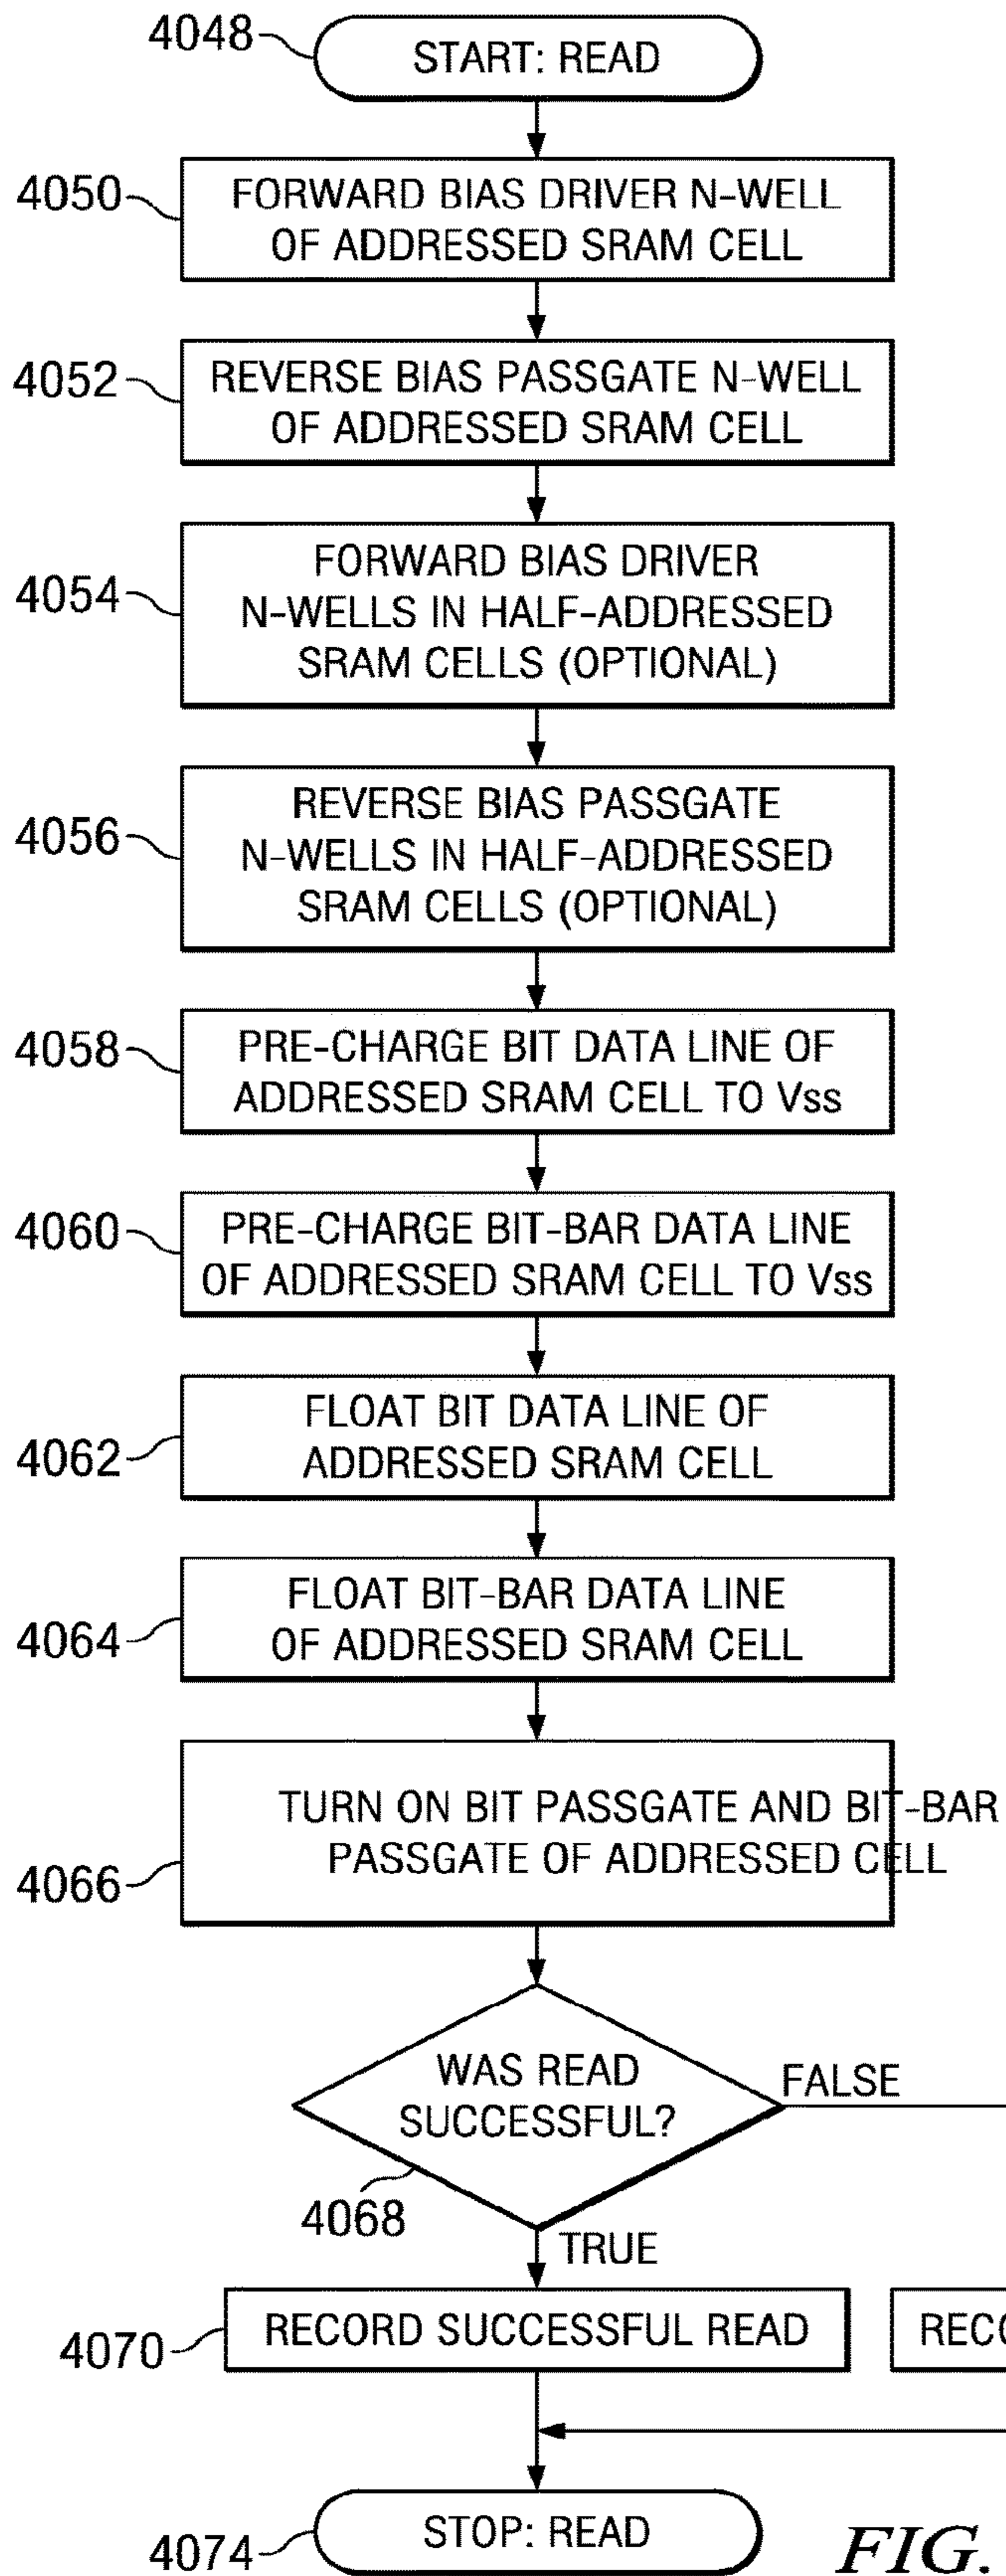 4048
START: READ
4050
FORWARD BIAS DRIVER N-WELL
OF ADDRESSED SRAM CELL
4052
REVERSE BIAS PASSGATE N-WELL
OF ADDRESSED SRAM CELL
4054
FORWARD BIAS DRIVER
N-WELLS IN HALF-ADDRESSED
SRAM CELLS (OPTIONAL)
4056
REVERSE BIAS PASSGATE
N-WELLS IN HALF-ADDRESSED
SRAM CELLS (OPTIONAL)
4058
PRE-CHARGE BIT DATA LINE OF
ADDRESSED SRAM CELL TO Vss
4060
PRE-CHARGE BIT-BAR DATA LINE
OF ADDRESSED SRAM CELL TO Vss
4062
FLOAT BIT DATA LINE OF
ADDRESSED SRAM CELL
4064
FLOAT BIT-BAR DATA LINE
OF ADDRESSED SRAM CELL
4066
TURN ON BIT PASSGATE AND BIT-BAR
PASSGATE OF ADDRESSED CELL
WAS READ
SUCCESSFUL?
FALSE
4068
TRUE
4070
RECORD SUCCESSFUL READ
4074
STOP: READ
FIG.